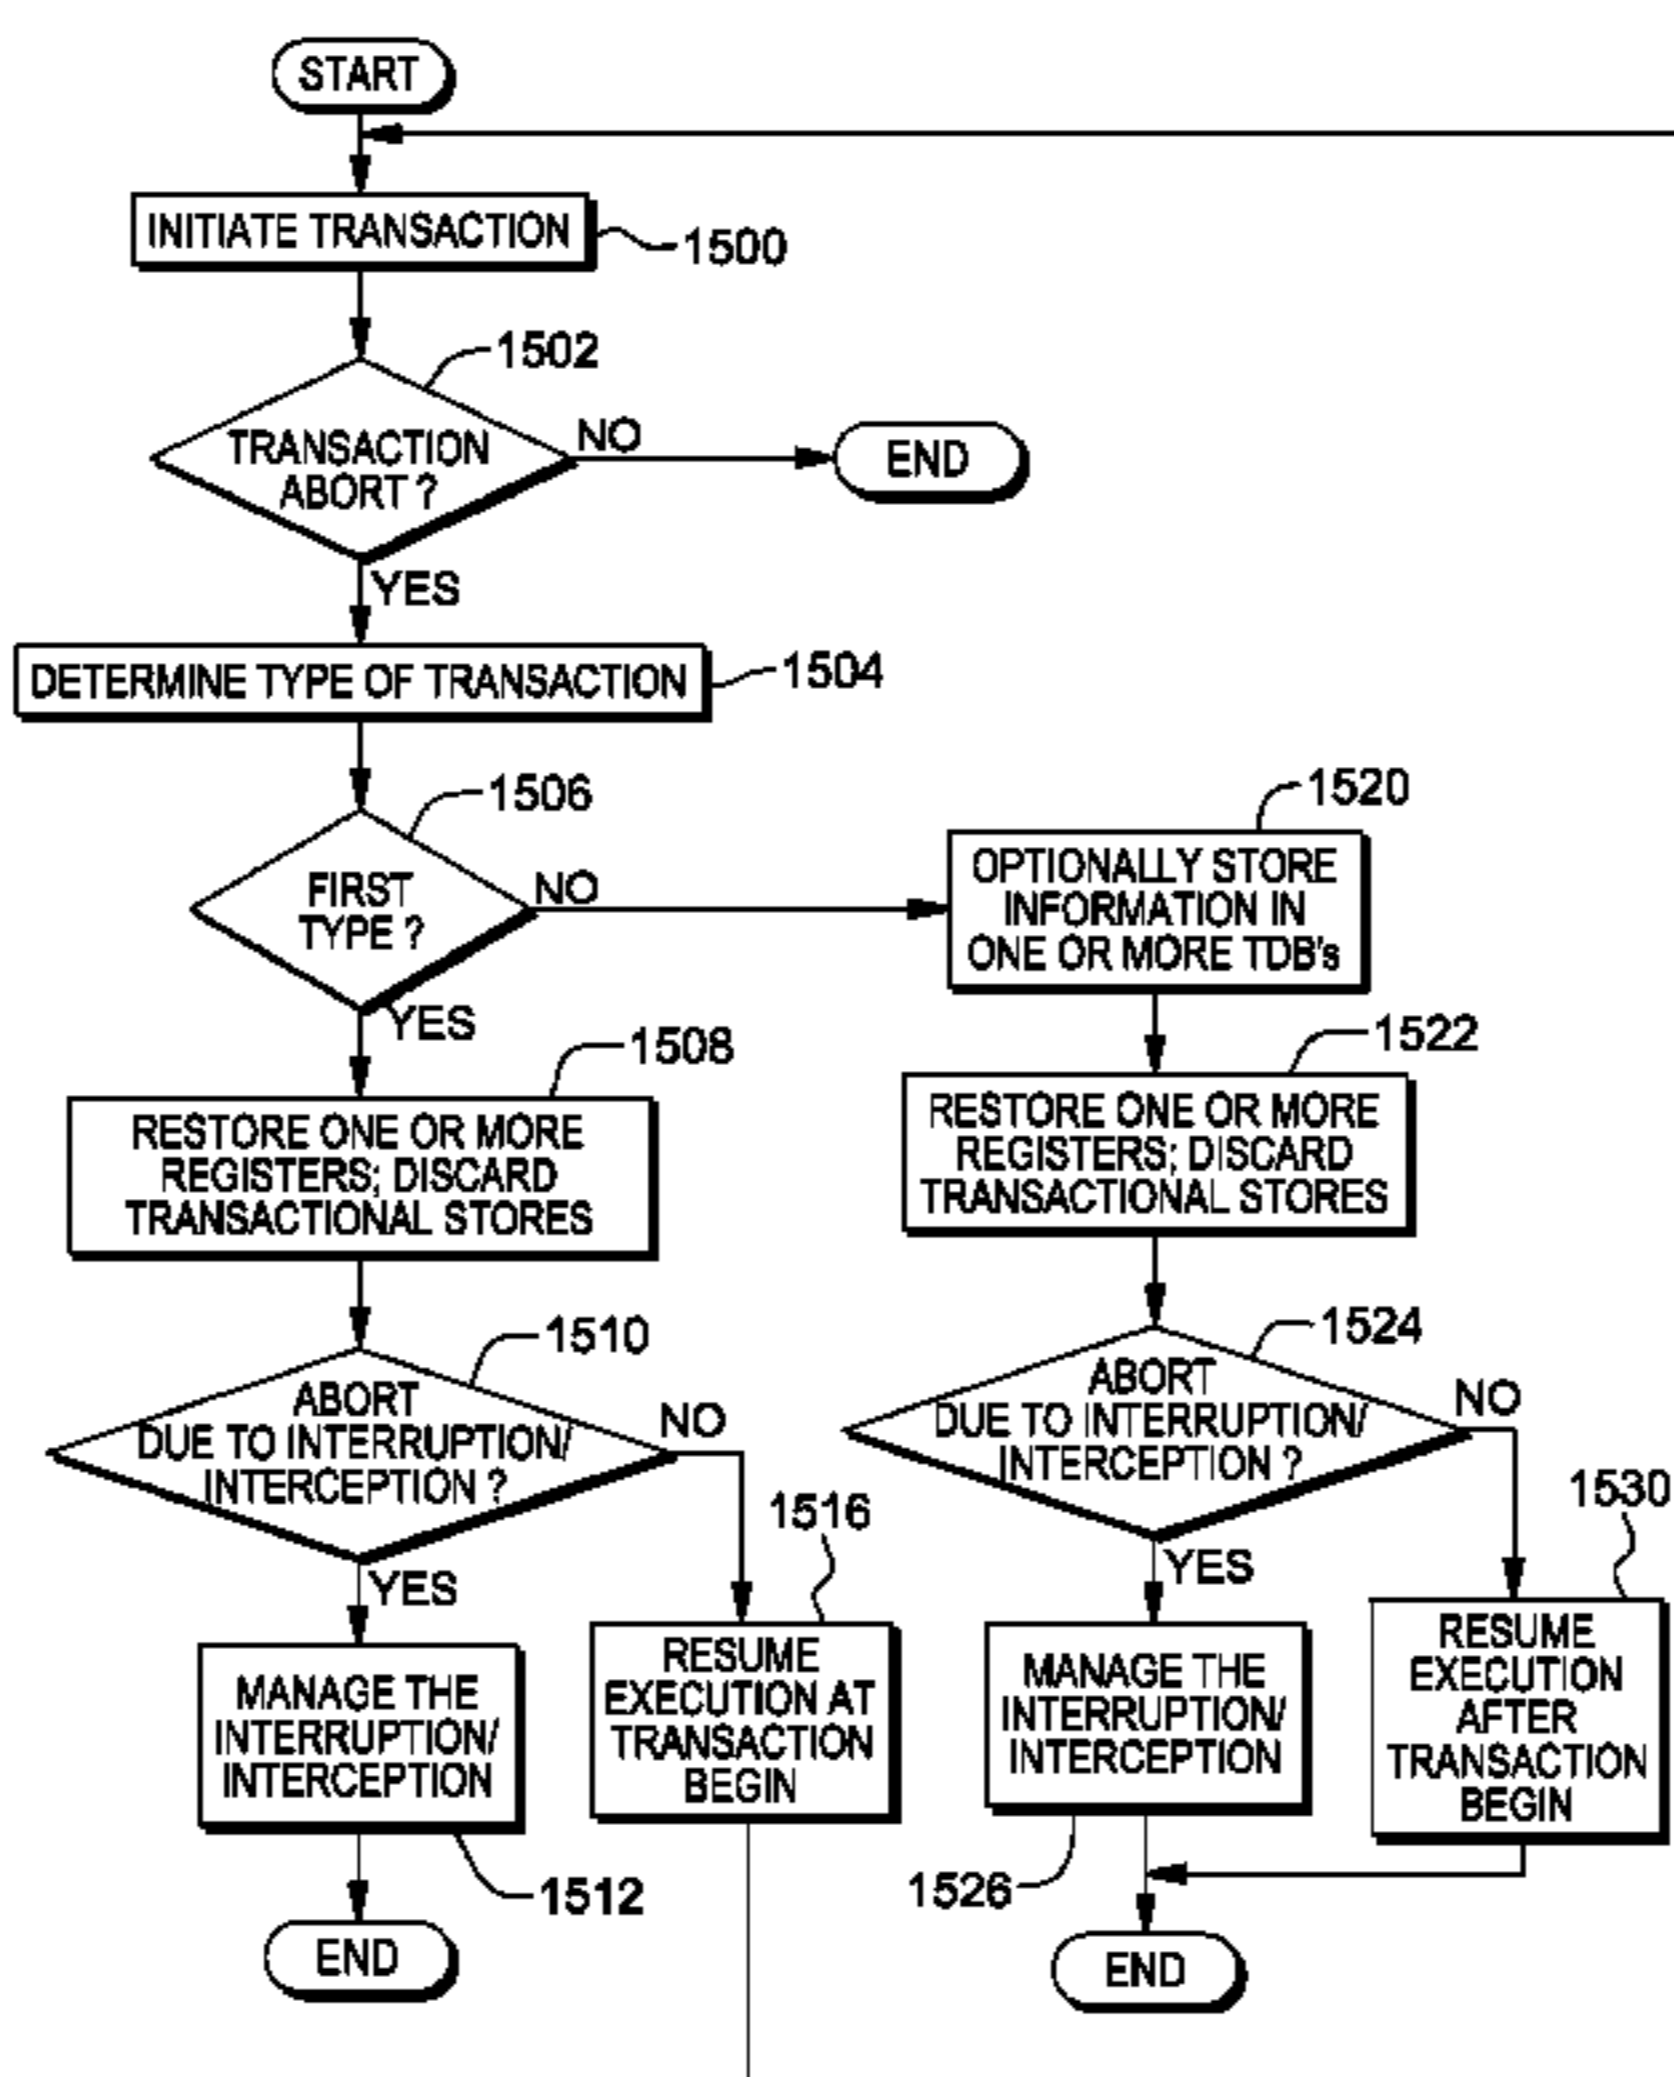 START
INITIATE TRANSACTION
1500
1502
TRANSACTION
ABORT ?
NO
END
YES
DETERMINE TYPE OF TRANSACTION
1504
1506
FIRST
TYPE ?
NO
1520
OPTIONALLY STORE
INFORMATION IN
ONE OR MORE TDB's
YES
1508
RESTORE ONE OR MORE
REGISTERS; DISCARD
TRANSACTIONAL STORES
1522
RESTORE ONE OR MORE
REGISTERS; DISCARD
TRANSACTIONAL STORES
1510
ABORT
DUE TO INTERRUPTION/
INTERCEPTION ?
NO
1524
ABORT
DUE TO INTERRUPTION/
INTERCEPTION ?
NO
YES
MANAGE THE
INTERRUPTION/
INTERCEPTION
1512
END
1516
RESUME
EXECUTION AT
TRANSACTION
BEGIN
YES
MANAGE THE
INTERRUPTION/
INTERCEPTION
1526
1530
RESUME
EXECUTION
AFTER
TRANSACTION
BEGIN
END